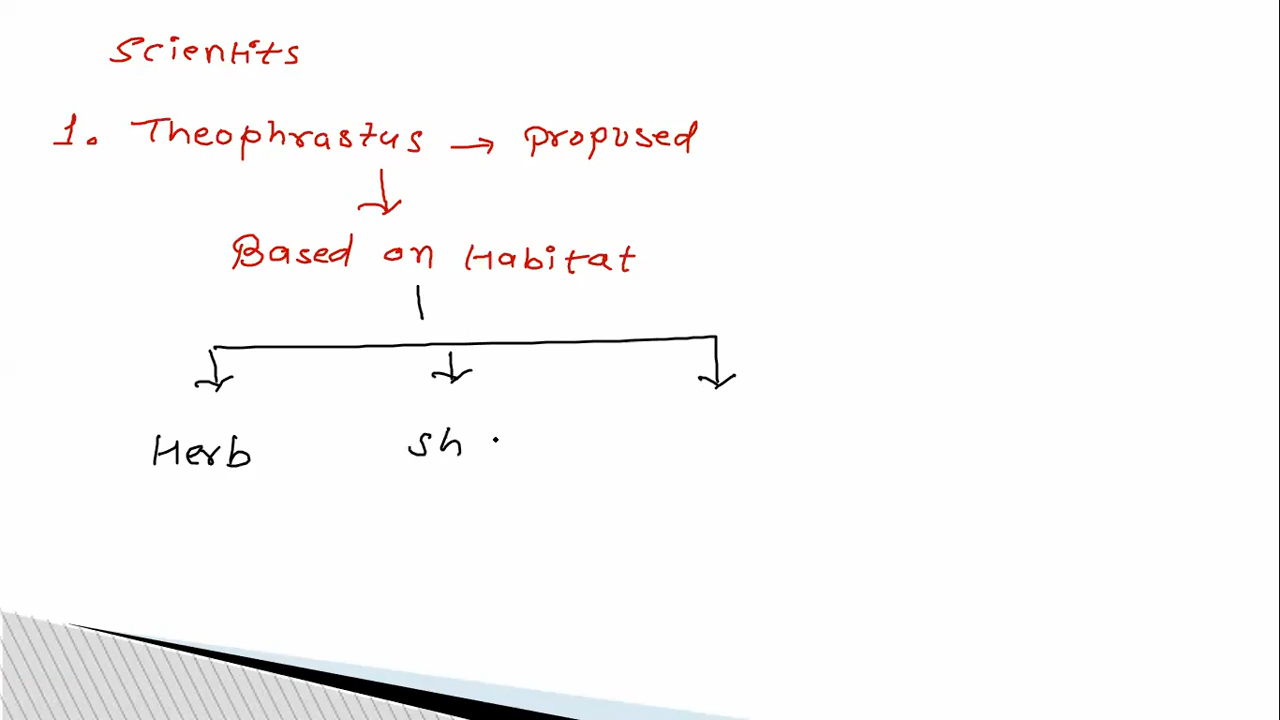 Scientits
1. Theophrastus → proposed
Based on Habitat
Herb sh